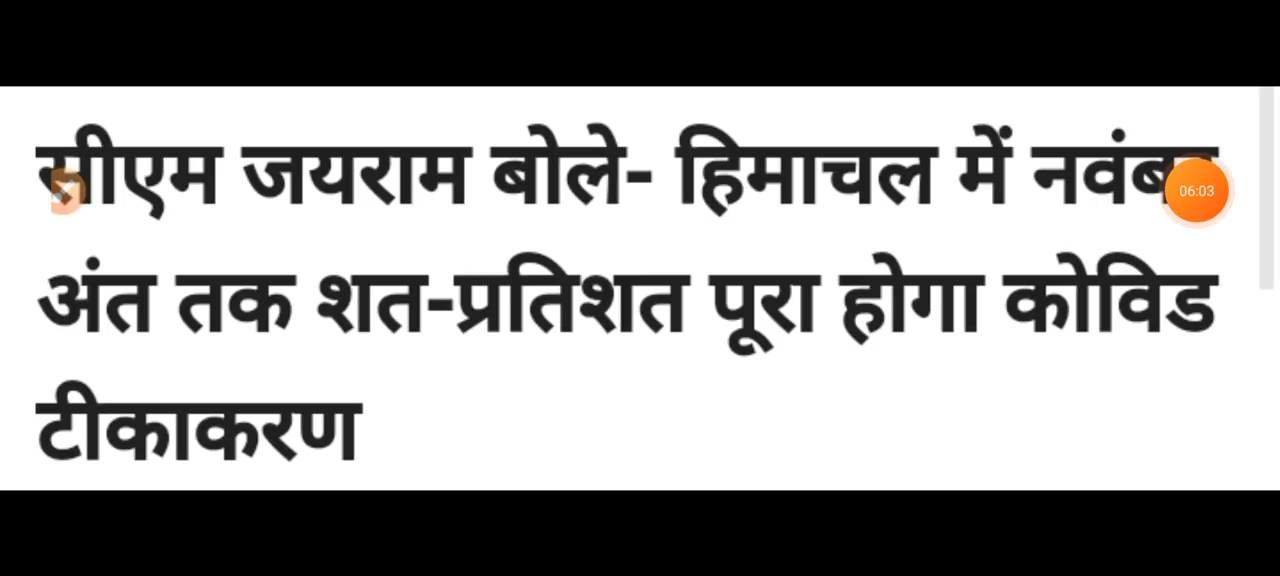 सीएम जयराम बोले- हिमाचल में नवंबर
06:03
अंत तक शत-प्रतिशत पूरा होगा कोविड
टीकाकरण